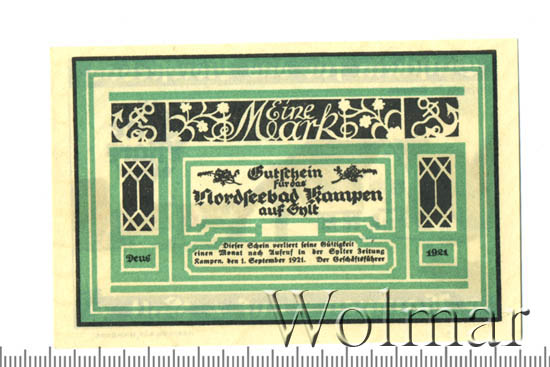 Eine
Mark
Gutschein
für das
Nordseebad Kampen
auf Sylt
Dieser Schein verliert seine Gültigkeit
einen Monat nach Aufruf in der Sylter Zeitung
Kampen, den 1. September 1921. Der Geschäftsführer
Deus 1921
Wolmar